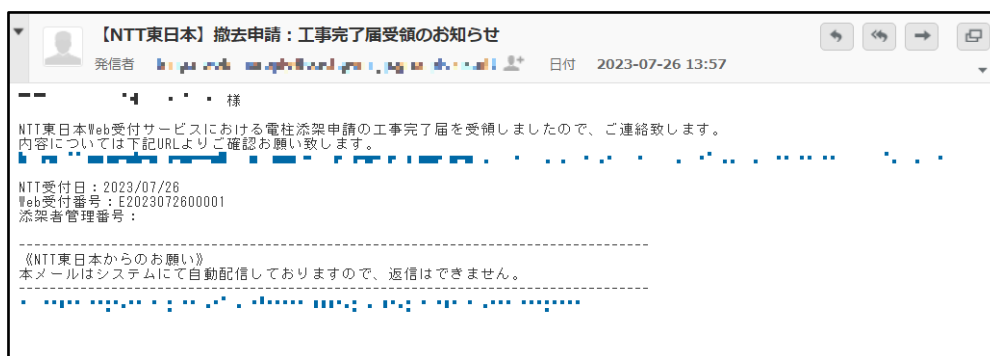 【NTT東日本】撤去申請：工事完了届受領のお知らせ
発信者
日付 2023-07-26 13:57
様
NTT東日本Web受付サービスにおける電柱添架申請の工事完了届を受領しましたので、ご連絡致します。
内容については下記URLよりご確認お願い致します。
NTT受付日：2023/07/26
Web受付番号：E2023072600001
添架者管理番号：
------------------------------------------------------------------------
《NTT東日本からのお願い》
本メールはシステムにて自動配信しておりますので、返信はできません。
------------------------------------------------------------------------